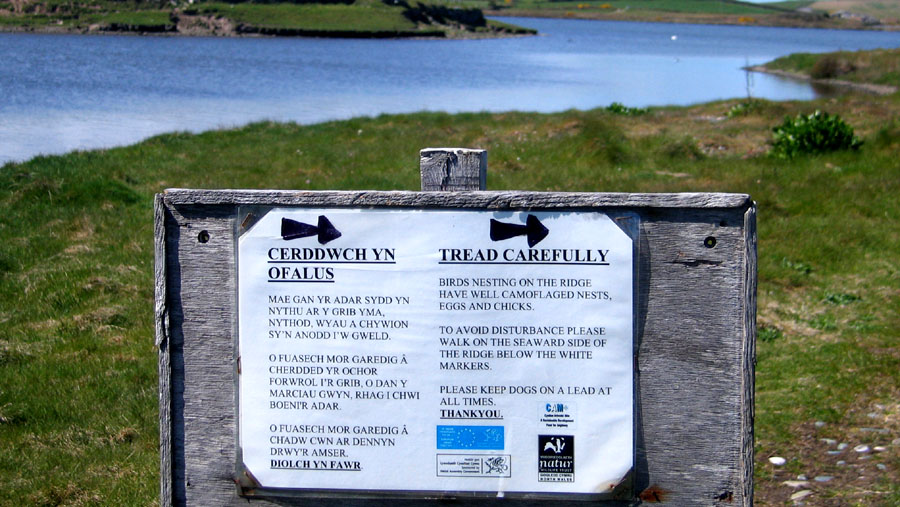 CERDDWCH YN
OFALUS
MAE GAN YR ADAR SYDD YN
NYTHU AR Y GRIB YMA,
NYTHOD, WYAU A CHYWION
SY'N ANODD I'W GWELD.
O FUASECH MOR GAREDIG Â
CHERDDED YR OCHOR
FORWROL I'R GRIB, O DAN Y
MARCIAU GWYN, RHAG I CHWI
BOENI'R ADAR.
O FUASECH MOR GAREDIG Â
CHADW CWN AR DENNYN
DRWY'R AMSER.
DIOLCH YN FAWR.
TREAD CAREFULLY
BIRDS NESTING ON THE RIDGE
HAVE WELL CAMOFLAGED NESTS,
EGGS AND CHICKS.
TO AVOID DISTURBANCE PLEASE
WALK ON THE SEAWARD SIDE OF
THE RIDGE BELOW THE WHITE
MARKERS.
PLEASE KEEP DOGS ON A LEAD AT
ALL TIMES.
THANKYOU.
natur
NORTH WALES